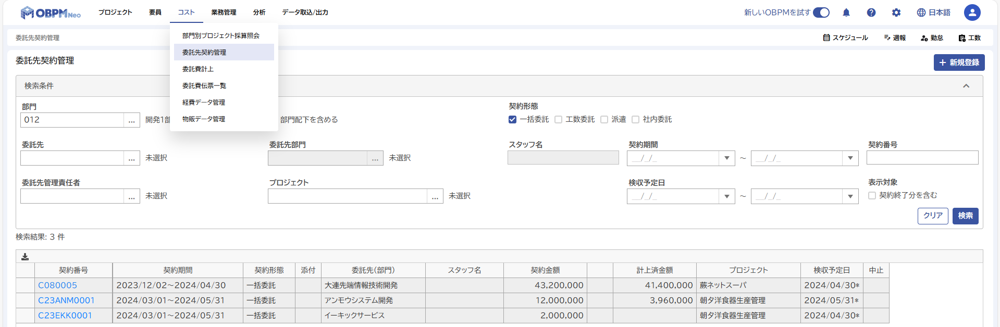 OBPM Neo プロジェクト 要員 コスト 業務管理 分析 データ取込/出力 新しいOBPMを試す 日本語
委託先契約管理 スケジュール 週報 勤怠 工数
部門別プロジェクト採算照会
委託先契約管理
委託費計上
委託費伝票一覧
経費データ管理
物販データ管理
委託先契約管理 + 新規登録
検索条件
部門 契約形態
012 ... 開発1部 部門配下を含める 一括委託 工数委託 派遣 社内委託
委託先 委託先部門 スタッフ名 契約期間 契約番号
... 未選択 ... 未選択 __/_/_ ～ __/_/_
委託先管理責任者 プロジェクト 検収予定日 表示対象
... 未選択 ... 未選択 __/_/_ ～ __/_/_ 契約終了分を含む
クリア 検索
検索結果: 3 件
契約番号 契約期間 契約形態 添付 委託先(部門) スタッフ名 契約金額 計上済金額 プロジェクト 検収予定日 中止
C080005 2023/12/02～2024/04/30 一括委託 大連先端情報技術開発 43,200,000 41,400,000 蕨ネットスーパ 2024/04/30*
C23ANM0001 2024/03/01～2024/05/31 一括委託 アンモウシステム開発 12,000,000 3,960,000 朝夕洋食器生産管理 2024/05/31*
C23EKK0001 2024/03/01～2024/05/31 一括委託 イーキックサービス 2,000,000 朝夕洋食器生産管理 2024/04/30*